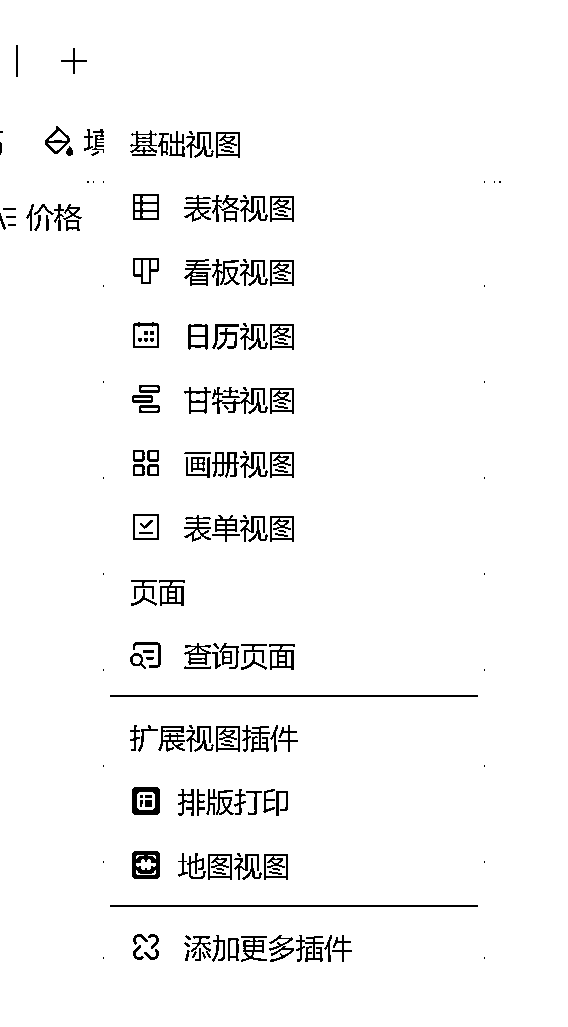 填
基础视图
表格视图
价格
看板视图
日历视图
甘特视图
画册视图
表单视图
页面
查询页面
扩展视图插件
排版打印
地图视图
添加更多插件